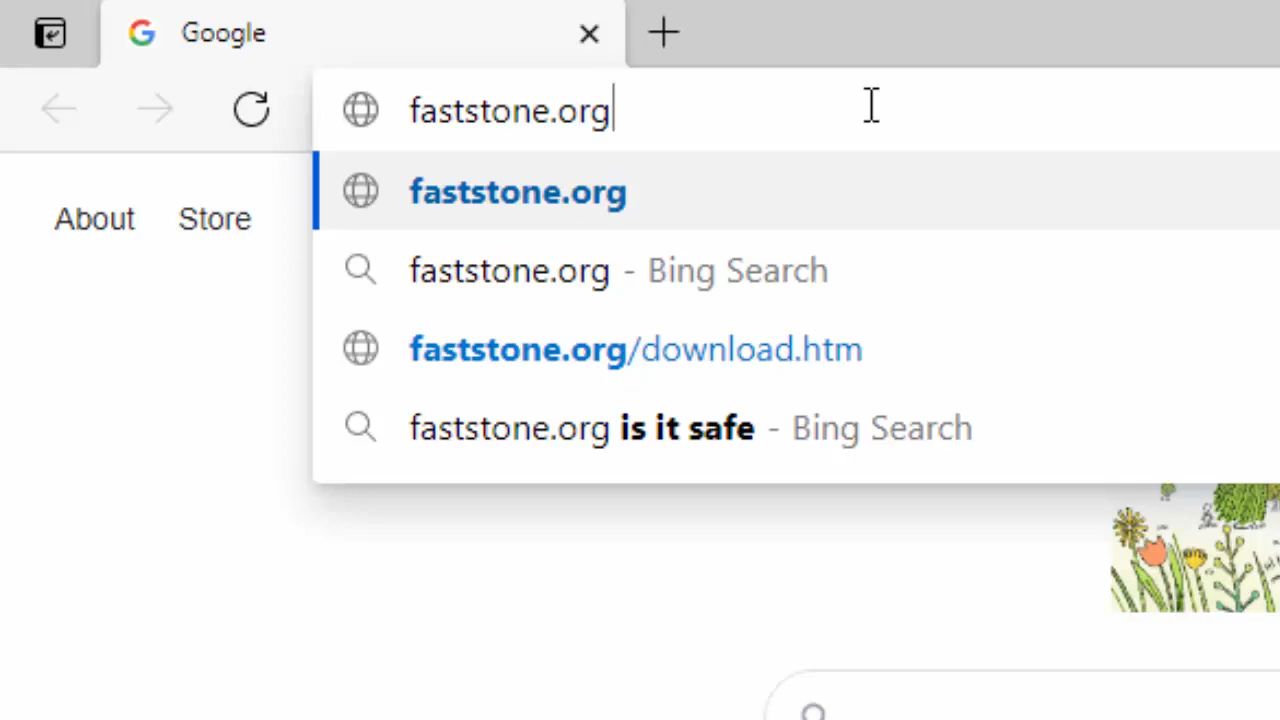 Google
faststone.org
faststone.org
About Store
faststone.org - Bing Search
faststone.org/download.htm
faststone.org is it safe - Bing Search